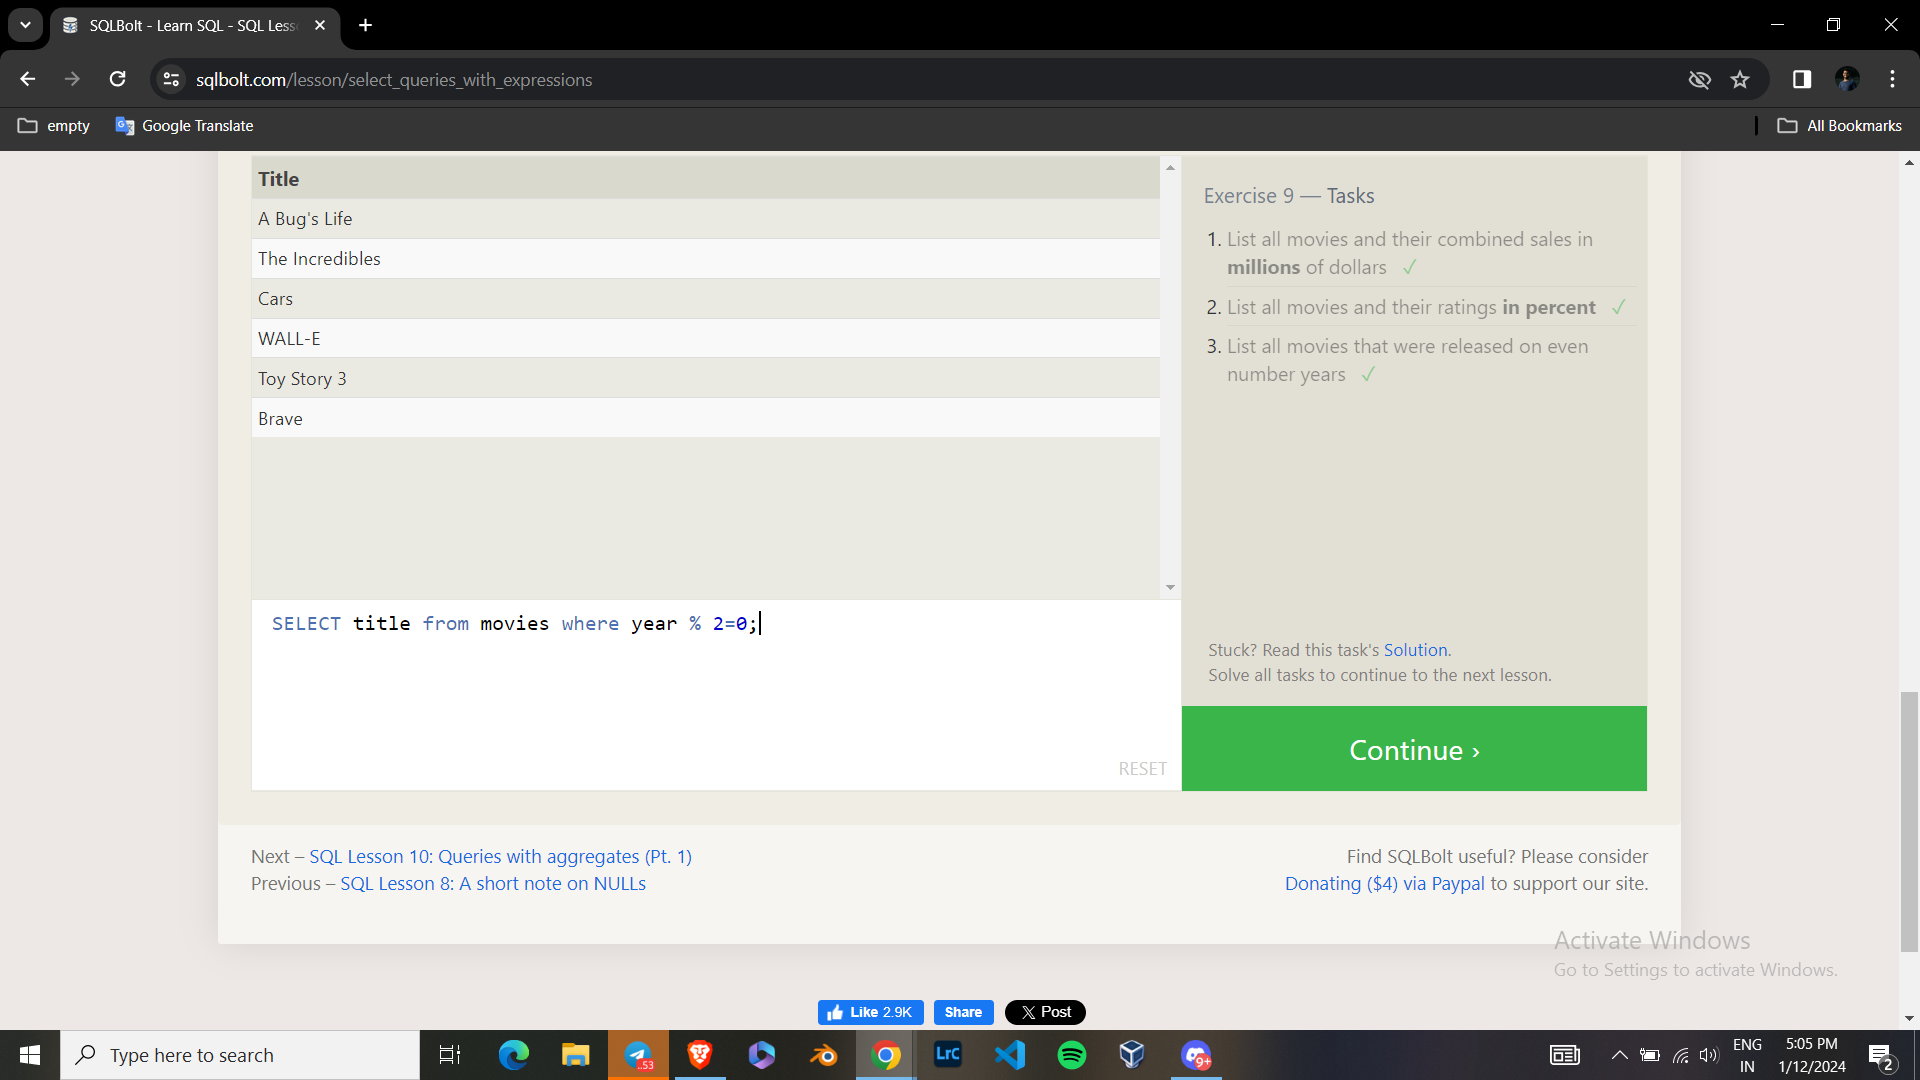 SQLBolt - Learn SQL - SQL Less
sqlbolt.com/lesson/select_queries_with_expressions
empty
Google Translate
All Bookmarks
Title
A Bug's Life
The Incredibles
Cars
WALL-E
Toy Story 3
Brave
SELECT title from movies where year % 2=0;
RESET
Exercise 9 — Tasks
1. List all movies and their combined sales in
millions of dollars ✓
2. List all movies and their ratings in percent ✓
3. List all movies that were released on even
number years ✓
Stuck? Read this task's Solution.
Solve all tasks to continue to the next lesson.
Continue ›
Next – SQL Lesson 10: Queries with aggregates (Pt. 1)
Previous – SQL Lesson 8: A short note on NULLs
Find SQLBolt useful? Please consider
Donating ($4) via Paypal to support our site.
Activate Windows
Go to Settings to activate Windows.
Like 2.9K
Share
X Post
Type here to search
..53
LrC
9+
ENG
IN
5:05 PM
1/12/2024
2